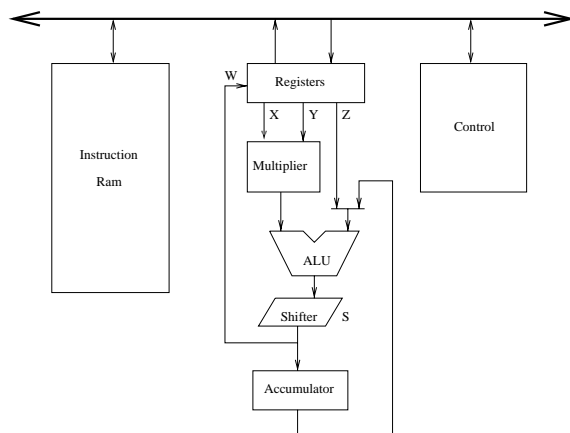 W
Registers
X
Y
Z
Instruction
Ram
Control
Multiplier
ALU
Shifter
S
Accumulator